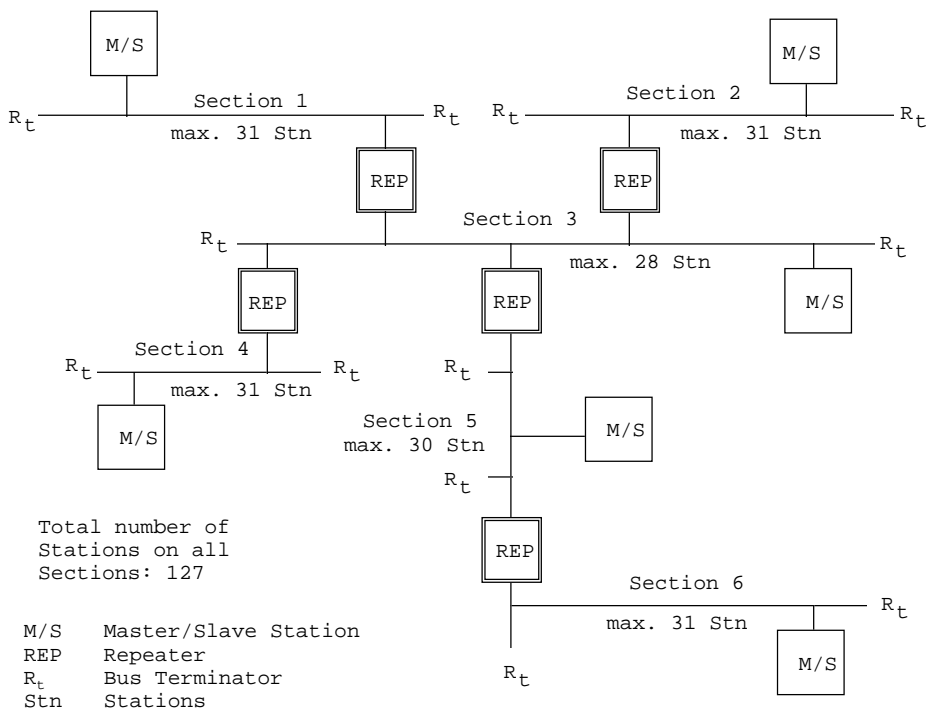 M/S
M/S
Section 1
Section 2
R_t
R_t
R_t
R_t
max. 31 Stn
max. 31 Stn
REP
REP
Section 3
R_t
R_t
max. 28 Stn
REP
REP
M/S
Section 4
R_t
R_t
R_t
max. 31 Stn
M/S
Section 5
max. 30 Stn
M/S
R_t
Total number of
Stations on all
Sections: 127
REP
Section 6
R_t
max. 31 Stn
M/S
R_t
M/S Master/Slave Station
REP Repeater
R_t Bus Terminator
Stn Stations